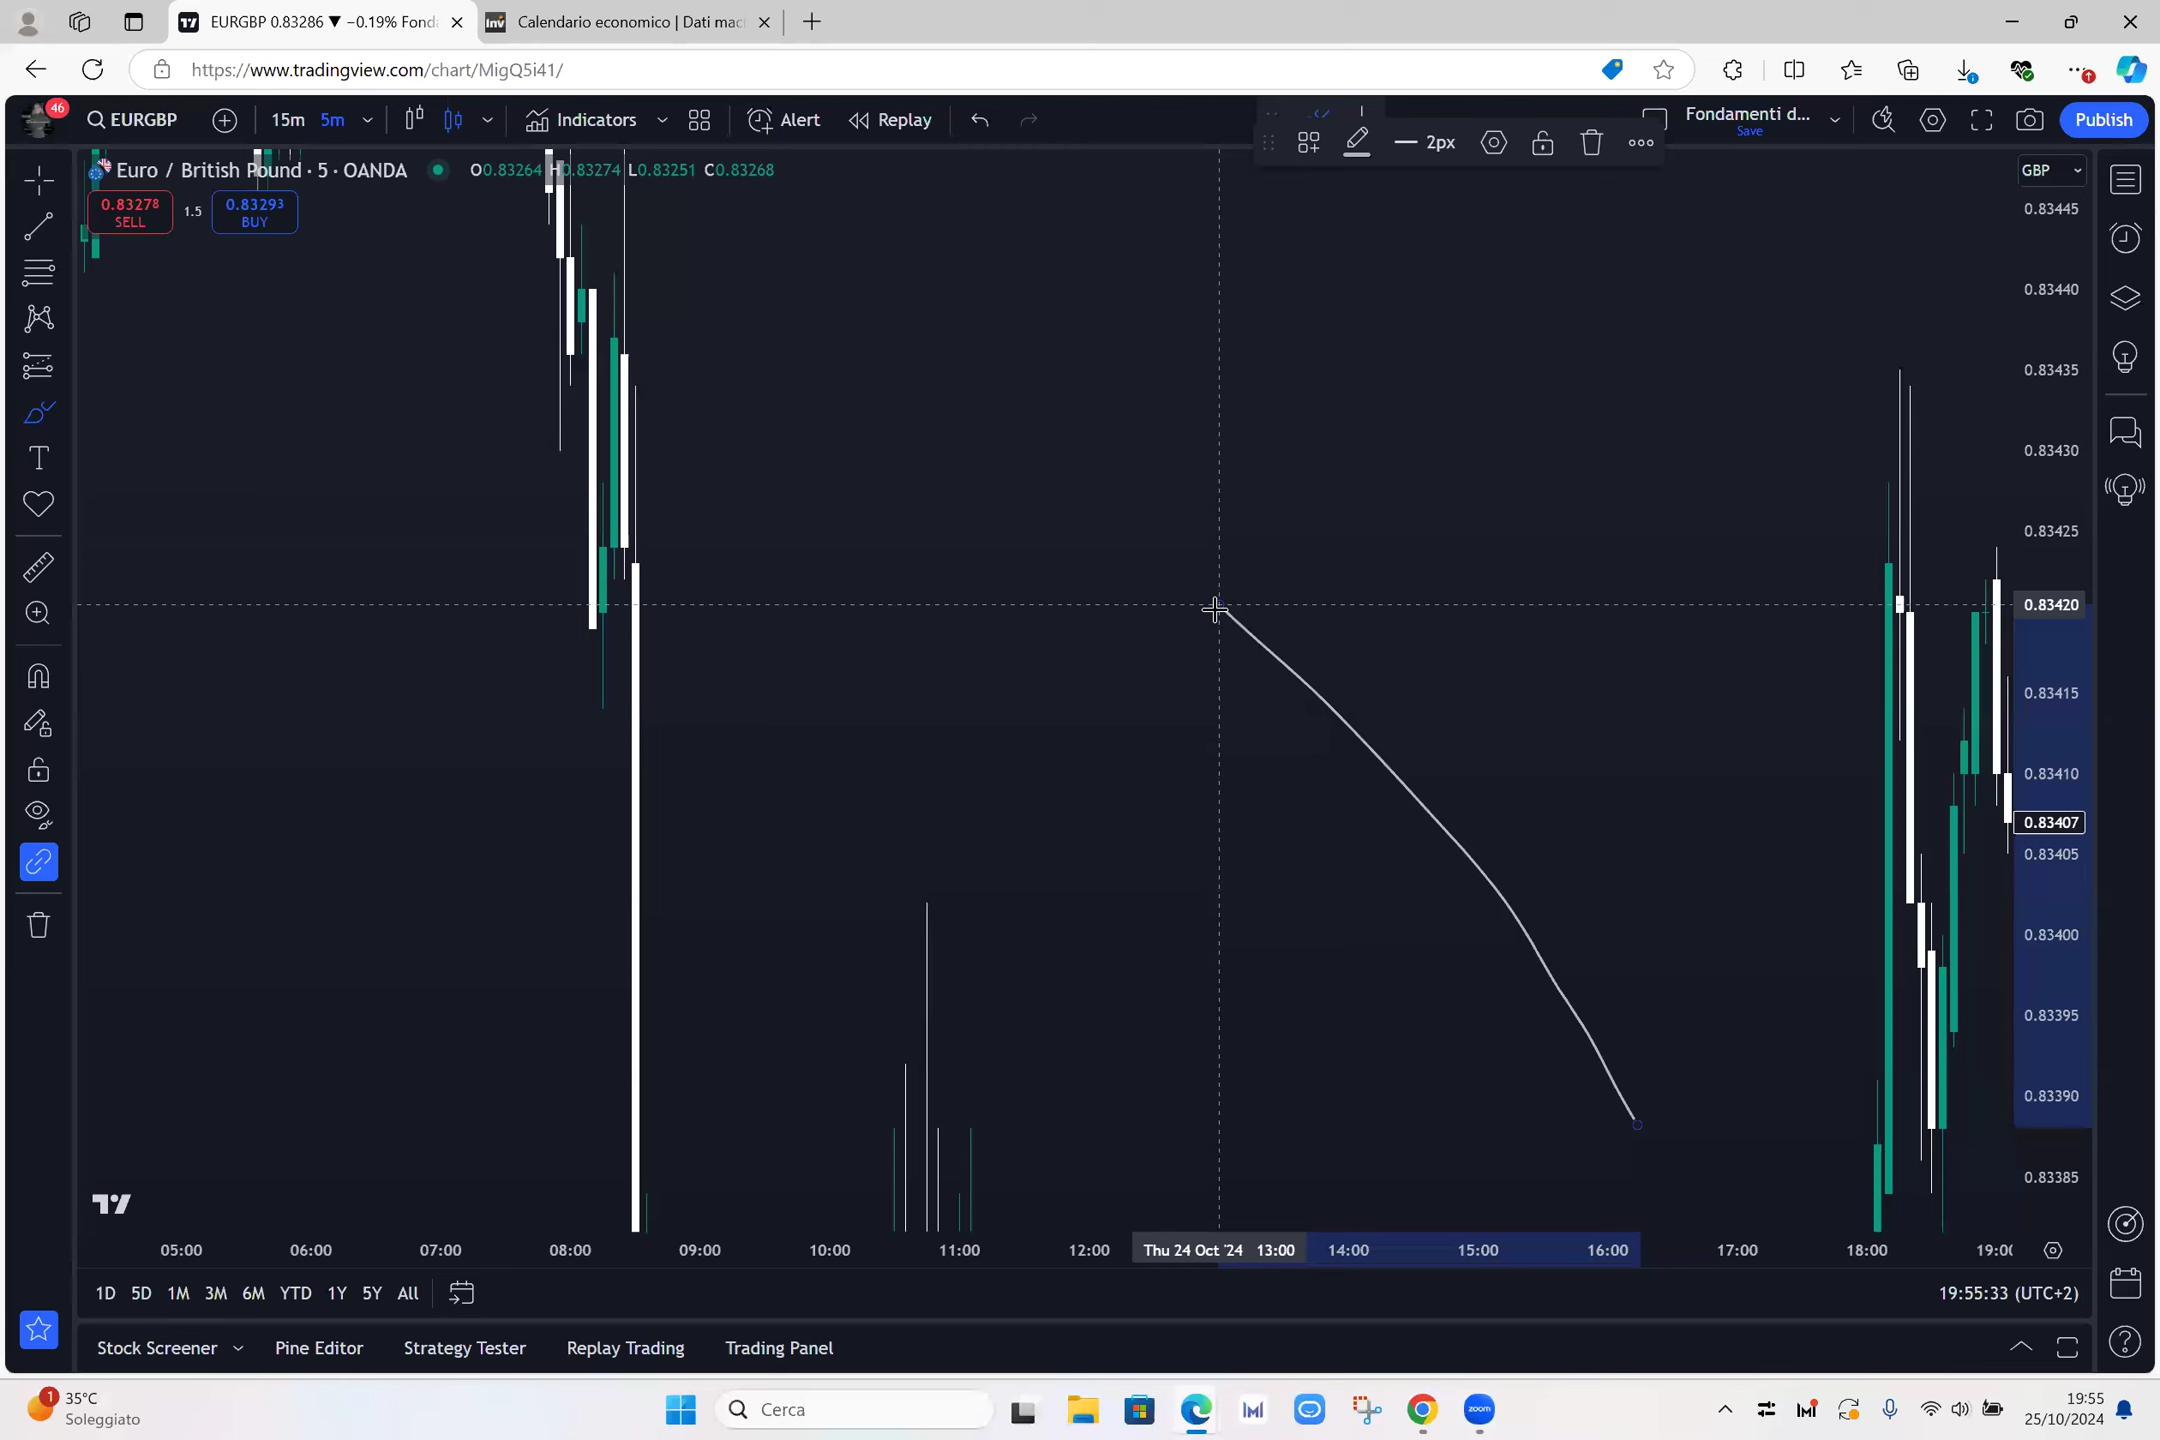 EURGBP 0.83286 ▼ −0.19% Fond
Calendario economico | Dati mac
https://www.tradingview.com/chart/MigQ5i41/
46
EURGBP
15m 5m
Indicators
Alert
Replay
2px
Fondamenti d...
Save
Publish
Euro / British Pound · 5 · OANDA
O0.83264 H0.83274 L0.83251 C0.83268
GBP
0.83278
SELL
1.5
0.83293
BUY
0.83445
0.83440
0.83435
0.83430
0.83425
0.83420
0.83415
0.83410
0.83407
0.83405
0.83400
0.83395
0.83390
0.83385
05:00 06:00 07:00 08:00 09:00 10:00 11:00 12:00 Thu 24 Oct '24 13:00 14:00 15:00 16:00 17:00 18:00 19:00
1D 5D 1M 3M 6M YTD 1Y 5Y All
19:55:33 (UTC+2)
Stock Screener Pine Editor Strategy Tester Replay Trading Trading Panel
1
35°C
Soleggiato
Cerca
zoom
19:55
25/10/2024